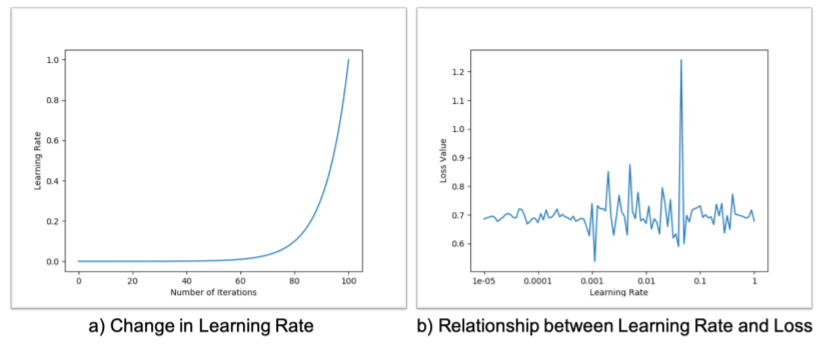 1.0
0.8
0.6
0.4
0.2
0.0
Learning Rate
0 20 40 60 80 100
Number of Iterations
a) Change in Learning Rate
1.2
1.1
1.0
0.9
0.8
0.7
0.6
Loss Value
1e-05 0.0001 0.001 0.01 0.1 1
Learning Rate
b) Relationship between Learning Rate and Loss